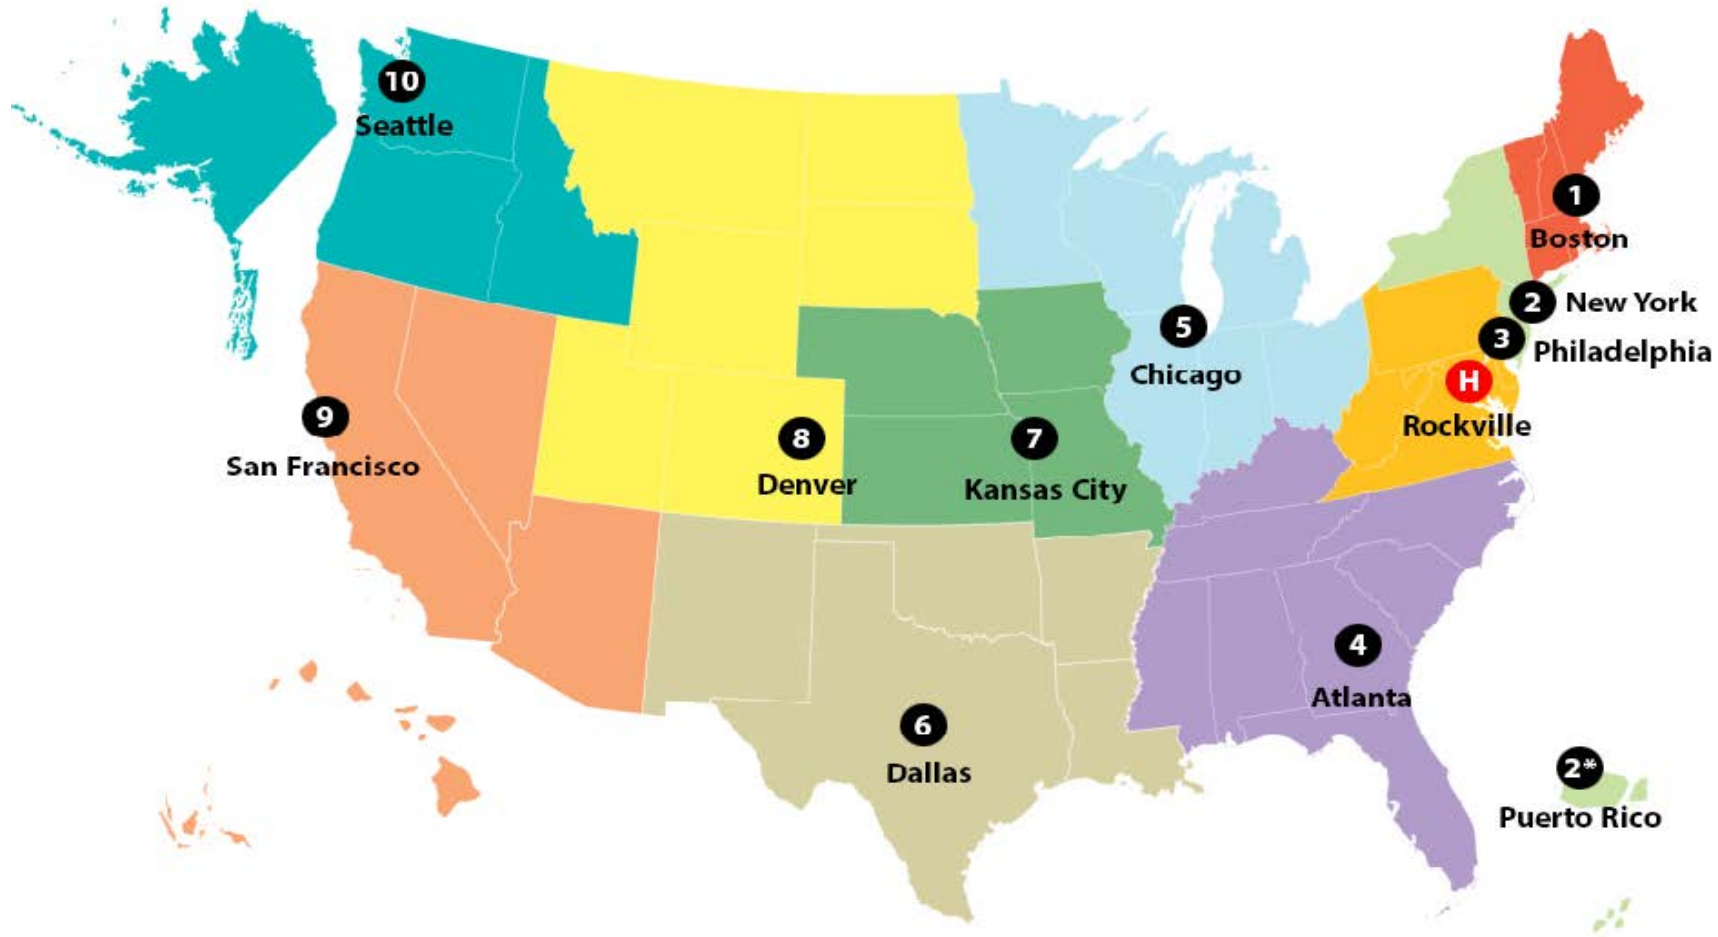 10
Seattle
1
Boston
2 New York
3
Philadelphia
5
Chicago
H
Rockville
9
San Francisco
8
Denver
7
Kansas City
4
Atlanta
6
Dallas
2*
Puerto Rico